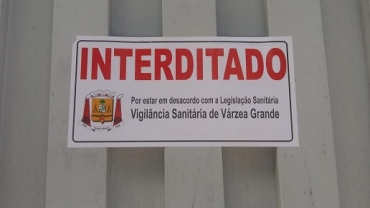 INTERDITADO
Por estar em desacordo com a Legislação Sanitária
Vigilância Sanitária de Várzea Grande